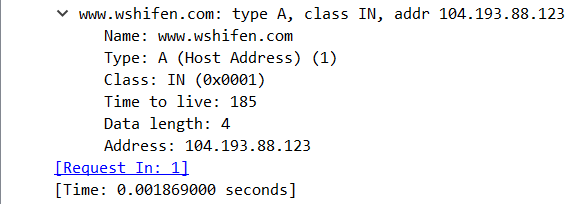 www.wshifen.com: type A, class IN, addr 104.193.88.123
Name: www.wshifen.com
Type: A (Host Address) (1)
Class: IN (0x0001)
Time to live: 185
Data length: 4
Address: 104.193.88.123
[Request In: 1]
[Time: 0.001869000 seconds]